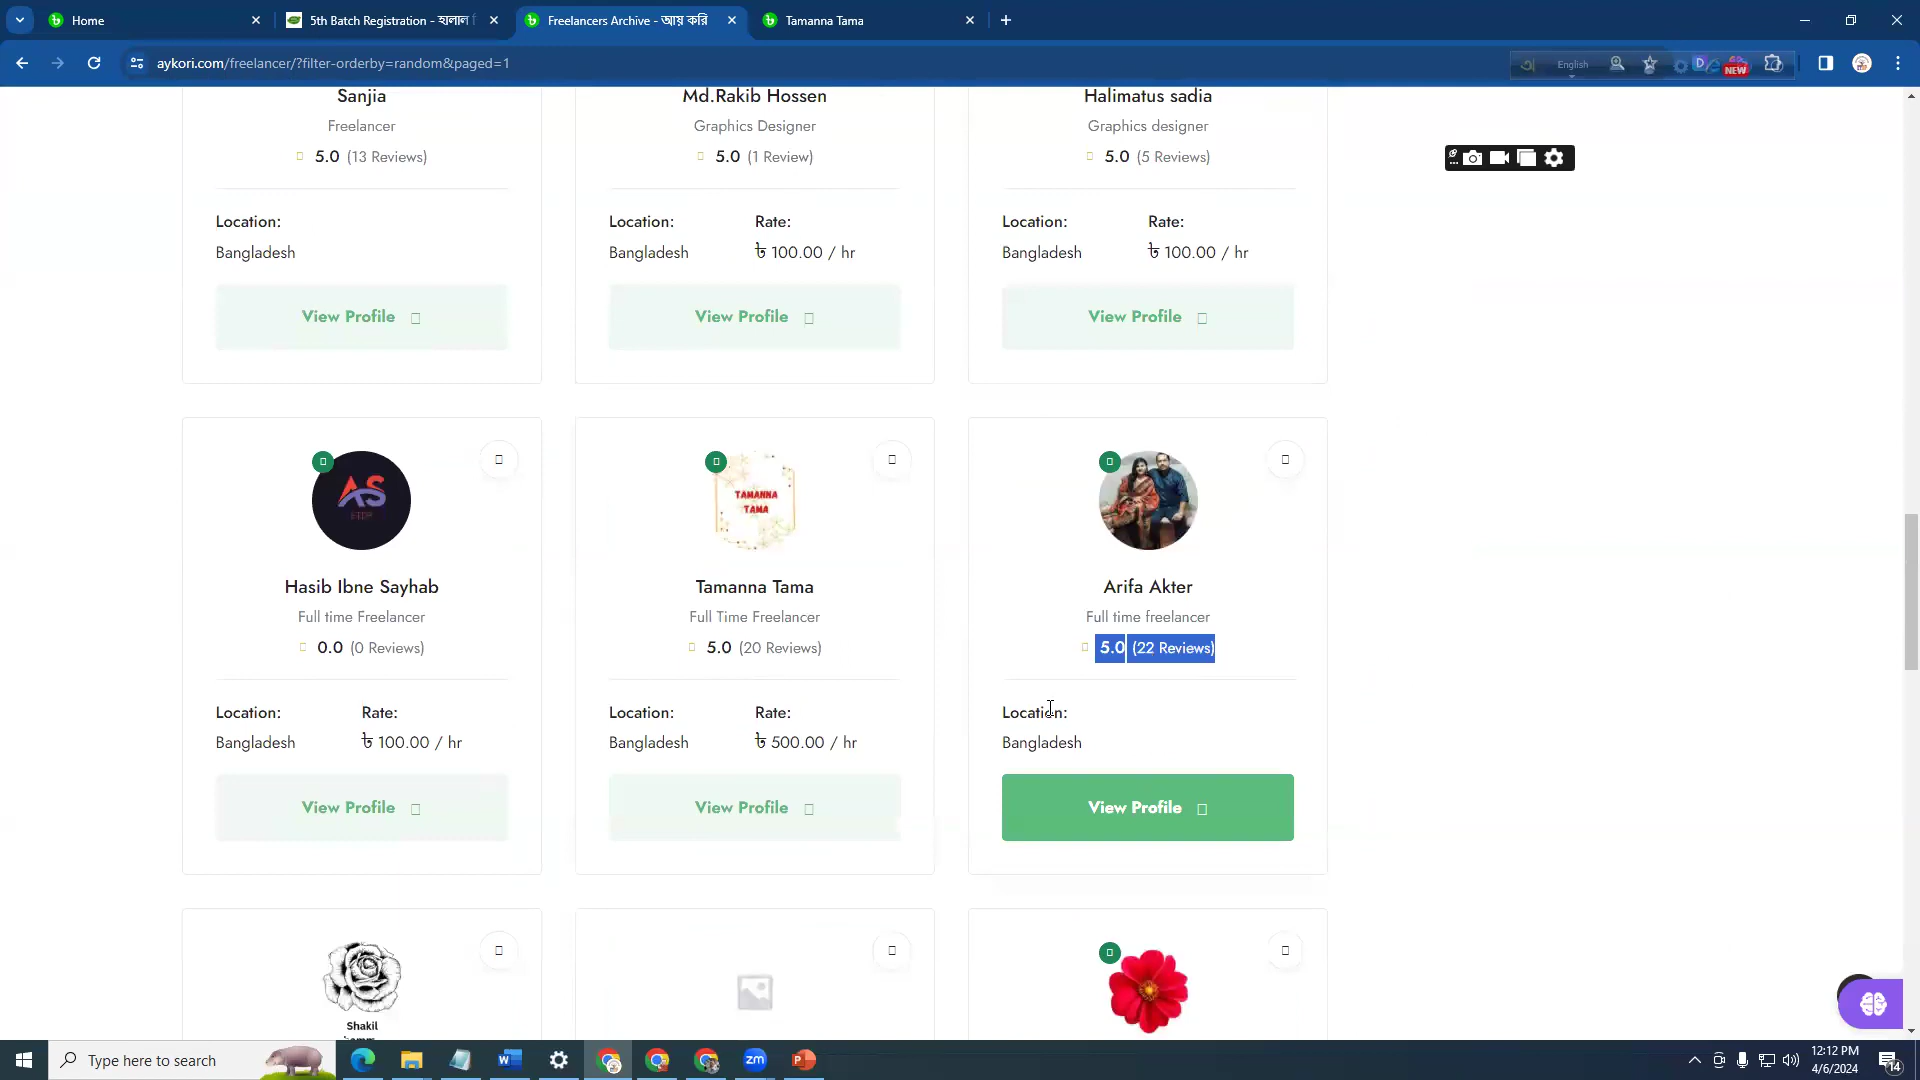 Home
5th Batch Registration - হালাল
Freelancers Archive - আয় করি
Tamanna Tama
aykori.com/freelancer/?filter-orderby=random&paged=1
English
NEW
Sanjia
Freelancer
5.0 (13 Reviews)
Location:
Bangladesh
View Profile
Md.Rakib Hossen
Graphics Designer
5.0 (1 Review)
Location: Rate:
Bangladesh ৳ 100.00 / hr
View Profile
Halimatus sadia
Graphics designer
5.0 (5 Reviews)
Location: Rate:
Bangladesh ৳ 100.00 / hr
View Profile
AS
Hasib Ibne Sayhab
Full time Freelancer
0.0 (0 Reviews)
Location: Rate:
Bangladesh ৳ 100.00 / hr
View Profile
TAMANNA
TAMA
Tamanna Tama
Full Time Freelancer
5.0 (20 Reviews)
Location: Rate:
Bangladesh ৳ 500.00 / hr
View Profile
Arifa Akter
Full time freelancer
5.0 (22 Reviews)
Location:
Bangladesh
View Profile
Shakil
Type here to search
zm
12:12 PM
4/6/2024
14